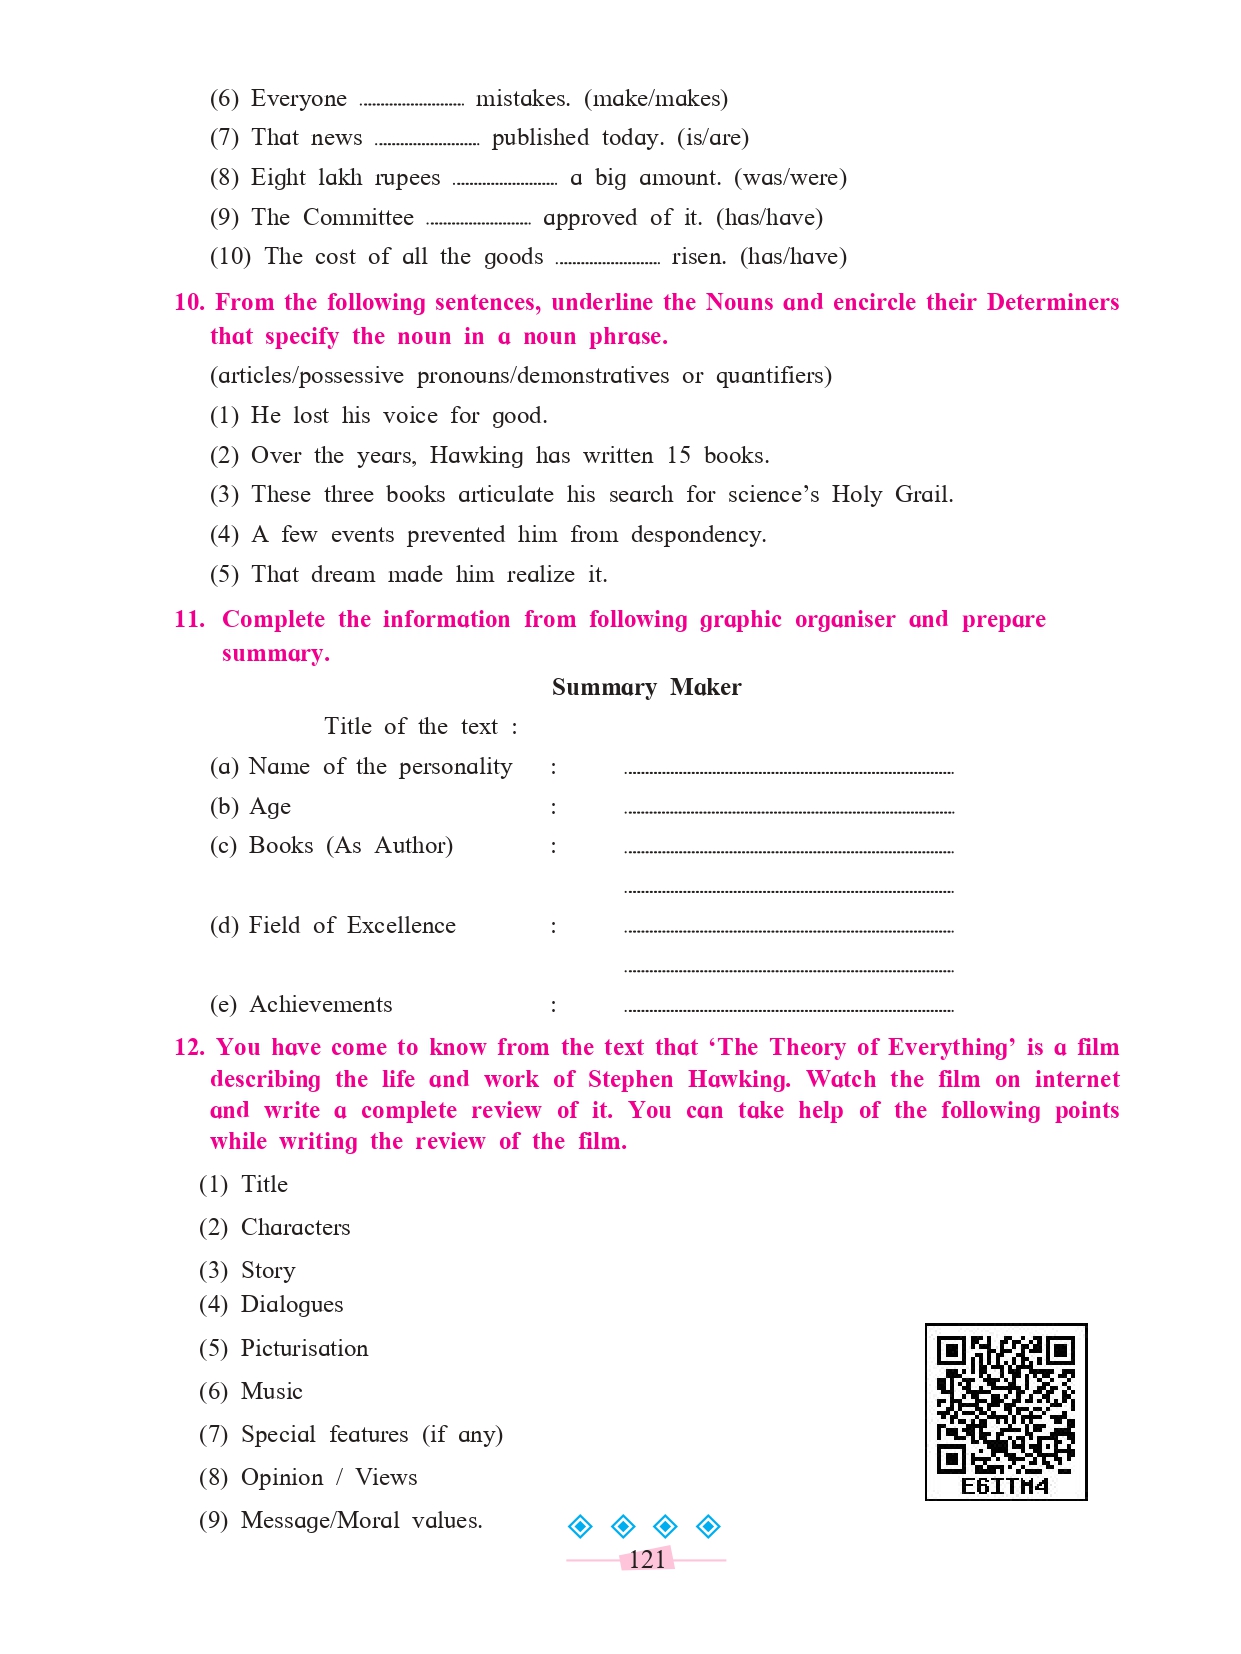 (6) Everyone ......................... mistakes. (make/makes)
(7) That news ......................... published today. (is/are)
(8) Eight lakh rupees ......................... a big amount. (was/were)
(9) The Committee ......................... approved of it. (has/have)
(10) The cost of all the goods ......................... risen. (has/have)
10. From the following sentences, underline the Nouns and encircle their Determiners
that specify the noun in a noun phrase.
(articles/possessive pronouns/demonstratives or quantifiers)
(1) He lost his voice for good.
(2) Over the years, Hawking has written 15 books.
(3) These three books articulate his search for science’s Holy Grail.
(4) A few events prevented him from despondency.
(5) That dream made him realize it.
11. Complete the information from following graphic organiser and prepare
summary.
Summary Maker
Title of the text :
(a) Name of the personality : ...............................................................................
(b) Age : ...............................................................................
(c) Books (As Author) : ...............................................................................
...............................................................................
(d) Field of Excellence : ...............................................................................
...............................................................................
(e) Achievements : ...............................................................................
12. You have come to know from the text that ‘The Theory of Everything’ is a film
describing the life and work of Stephen Hawking. Watch the film on internet
and write a complete review of it. You can take help of the following points
while writing the review of the film.
(1) Title
(2) Characters
(3) Story
(4) Dialogues
(5) Picturisation
(6) Music
(7) Special features (if any)
(8) Opinion / Views
(9) Message/Moral values.
E6ITM4
121